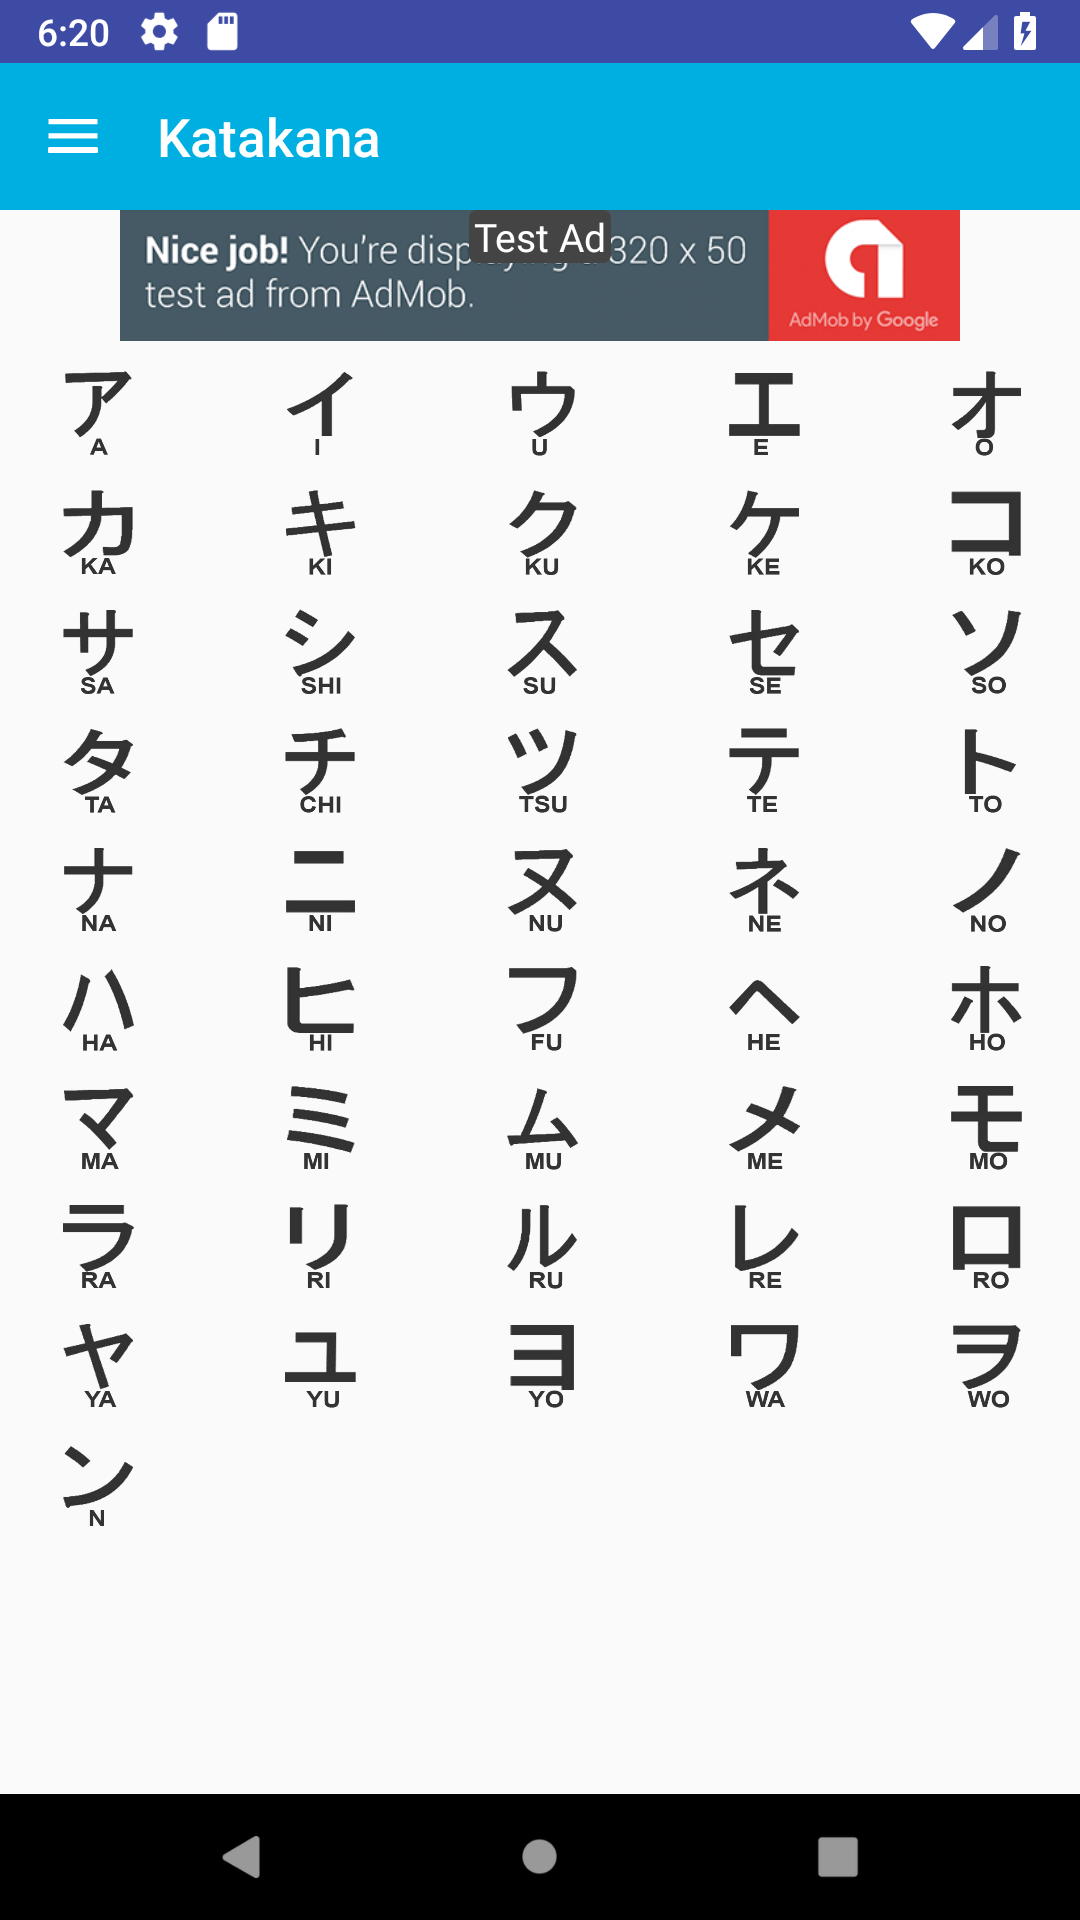 6:20
Katakana
Nice job! You're displaying a 320 x 50
test ad from AdMob.
Test Ad
AdMob by Google
ア イ ウ エ オ
A I U E O
カ キ ク ケ コ
KA KI KU KE KO
サ シ ス セ ソ
SA SHI SU SE SO
タ チ ツ テ ト
TA CHI TSU TE TO
ナ ニ ヌ ネ ノ
NA NI NU NE NO
ハ ヒ フ ヘ ホ
HA HI FU HE HO
マ ミ ム メ モ
MA MI MU ME MO
ラ リ ル レ ロ
RA RI RU RE RO
ヤ ユ ヨ ワ ヲ
YA YU YO WA WO
ン
N